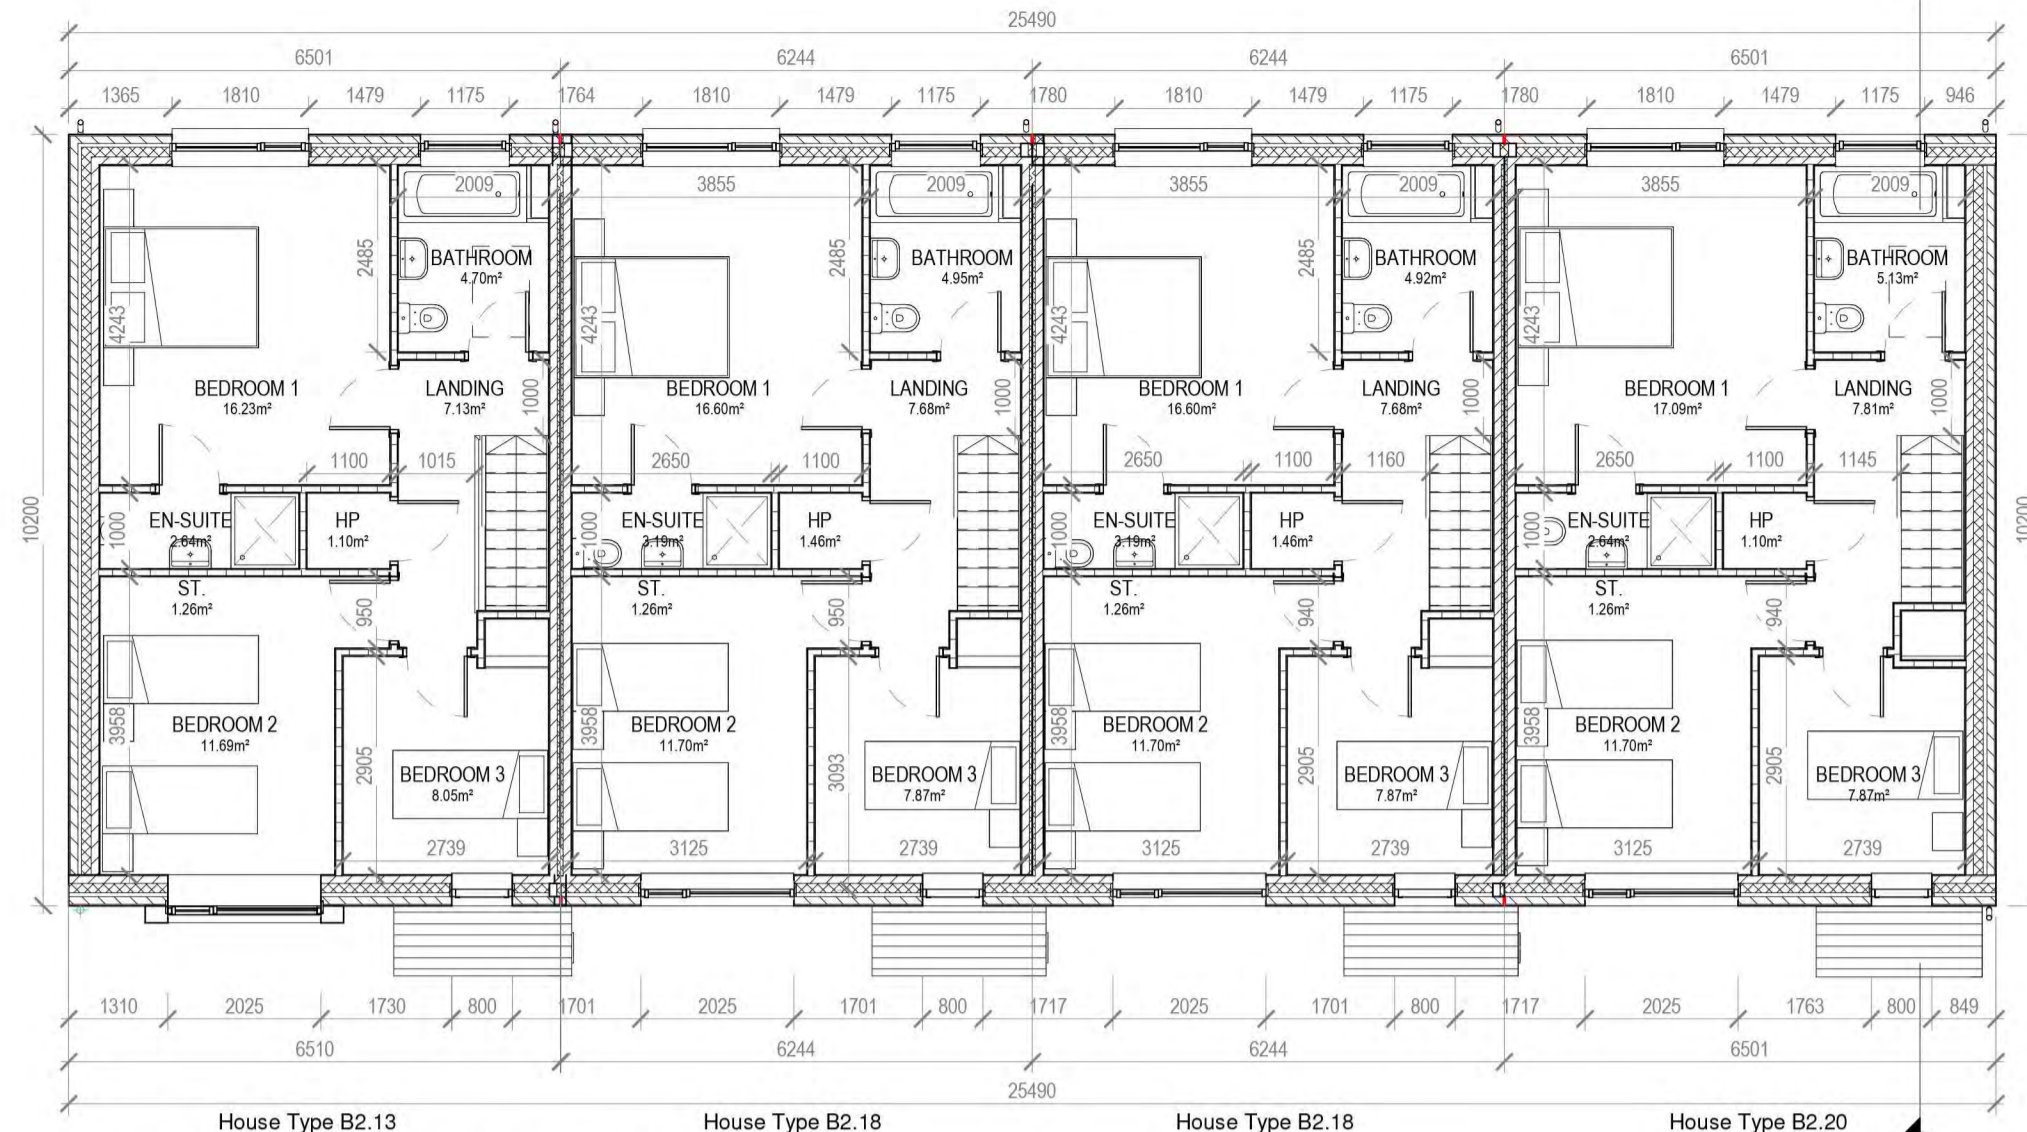 25490
6501 6244 6244 6501
1365 1810 1479 1175 1764 1810 1479 1175 1780 1810 1479 1175 1780 1810 1479 1175 946
2009 3855 2009 3855 2009 3855 2009
2485 2485 2485
BATHROOM BATHROOM BATHROOM BATHROOM
4.70m² 4.95m² 4.92m² 5.13m²
4243 4243 4243 4243
BEDROOM 1 LANDING BEDROOM 1 LANDING BEDROOM 1 LANDING BEDROOM 1 LANDING
16.23m² 7.13m² 16.60m² 7.68m² 16.60m² 7.68m² 17.09m² 7.81m²
1000 1000 1000 1000
1100 1015 2650 1100 2650 1100 1160 2650 1100 1145
10200 10200
EN-SUITE HP EN-SUITE HP EN-SUITE HP EN-SUITE HP
2.64m² 1.10m² 3.19m² 1.46m² 3.19m² 1.46m² 2.64m² 1.10m²
1000 1000 1000 1000
ST. ST. ST. ST.
1.26m² 1.26m² 1.26m² 1.26m²
950 950 940 940
BEDROOM 2 BEDROOM 2 BEDROOM 2 BEDROOM 2
11.69m² 11.70m² 11.70m² 11.70m²
3958 3958 3958 3958
2905 3093 2905 2905
BEDROOM 3 BEDROOM 3 BEDROOM 3 BEDROOM 3
8.05m² 7.87m² 7.87m² 7.87m²
2739 3125 2739 3125 2739 3125 2739
1310 2025 1730 800 1701 2025 1701 800 1717 2025 1701 800 1717 2025 1763 800 849
6510 6244 6244 6501
25490
House Type B2.13 House Type B2.18 House Type B2.18 House Type B2.20